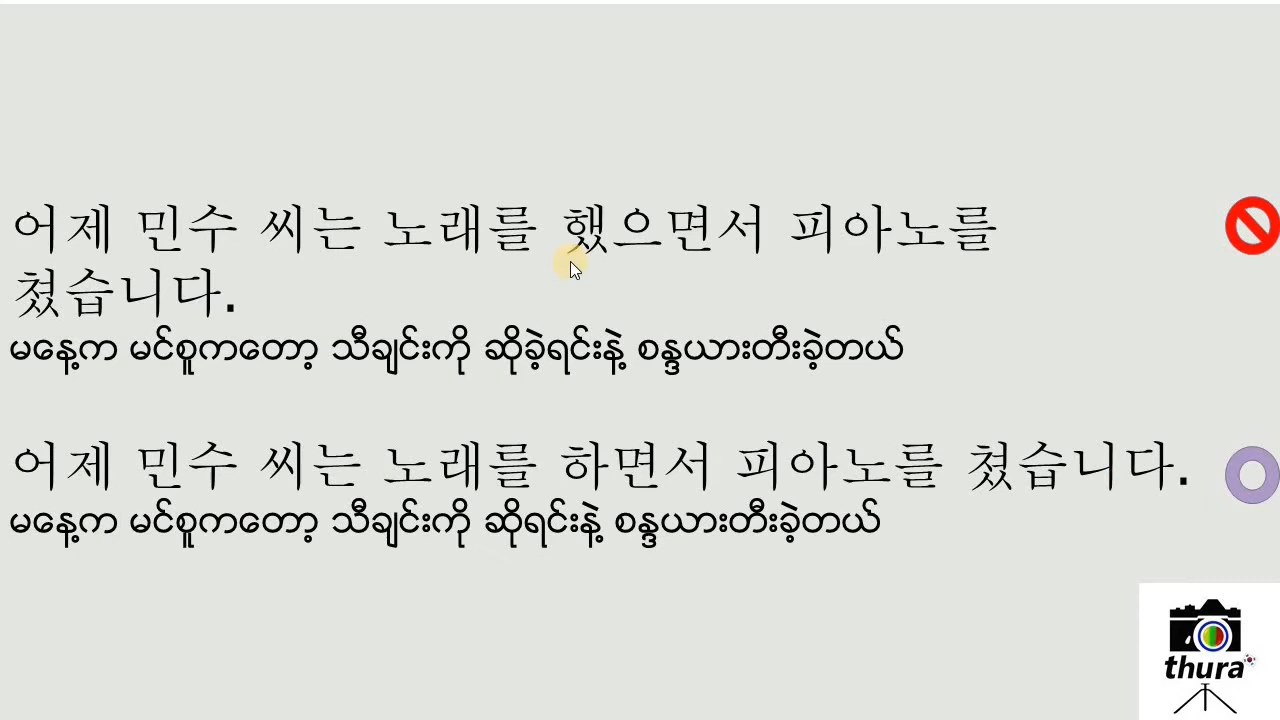 어제 민수 씨는 노래를 했으면서 피아노를
쳤습니다.
မနေ့က မင်စူကတော့ သီချင်းကို ဆိုခဲ့ရင်းနဲ့ စန္ဒယားတီးခဲ့တယ်
어제 민수 씨는 노래를 하면서 피아노를 쳤습니다.
မနေ့က မင်စူကတော့ သီချင်းကို ဆိုရင်းနဲ့ စန္ဒယားတီးခဲ့တယ်
thura